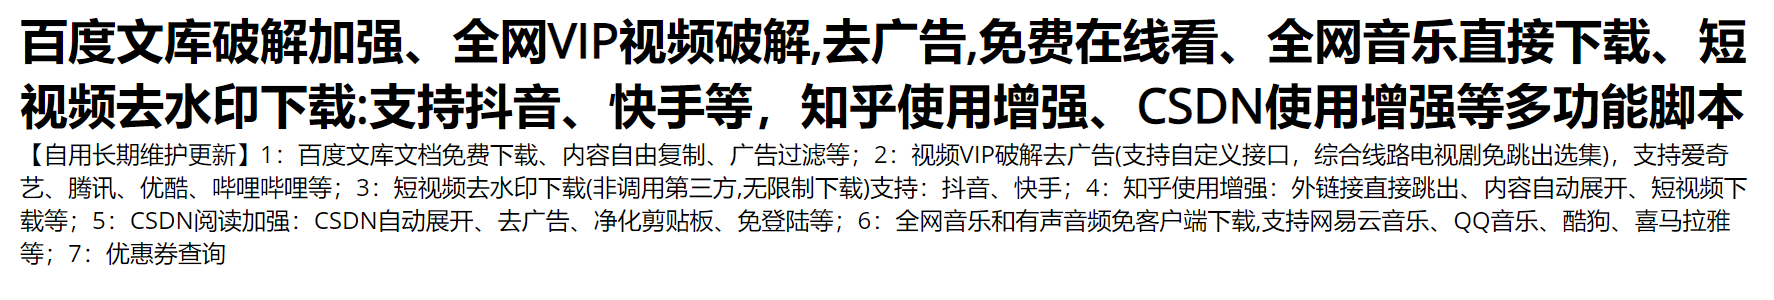 百度文库破解加强、全网VIP视频破解,去广告,免费在线看、全网音乐直接下载、短
视频去水印下载:支持抖音、快手等，知乎使用增强、CSDN使用增强等多功能脚本
【自用长期维护更新】1：百度文库文档免费下载、内容自由复制、广告过滤等；2：视频VIP破解去广告(支持自定义接口，综合线路电视剧免跳出选集)，支持爱奇
艺、腾讯、优酷、哔哩哔哩等；3：短视频去水印下载(非调用第三方,无限制下载)支持：抖音、快手；4：知乎使用增强：外链接直接跳出、内容自动展开、短视频下
载等；5：CSDN阅读加强：CSDN自动展开、去广告、净化剪贴板、免登陆等；6：全网音乐和有声音频免客户端下载,支持网易云音乐、QQ音乐、酷狗、喜马拉雅
等；7：优惠券查询